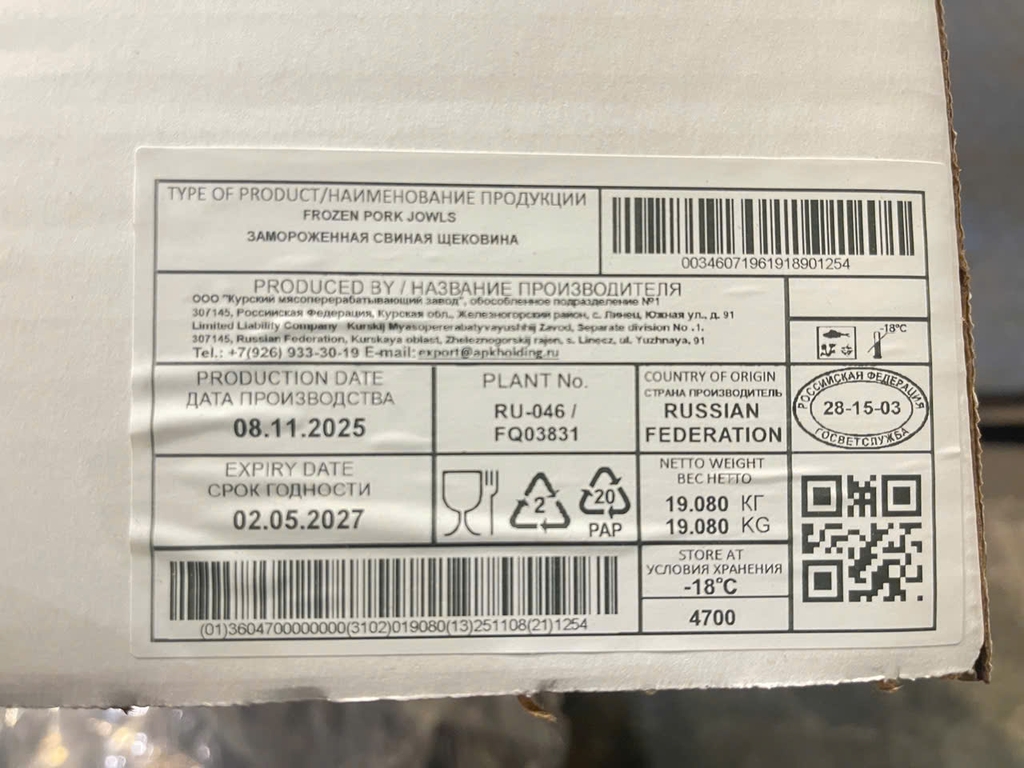 TYPE OF PRODUCT/НАИМЕНОВАНИЕ ПРОДУКЦИИ
FROZEN PORK JOWLS
ЗАМОРОЖЕННАЯ СВИНАЯ ЩЕКОВИНА
00346071961918901254
PRODUCED BY / НАЗВАНИЕ ПРОИЗВОДИТЕЛЯ
ООО "Курский мясоперерабатывающий завод", обособленное подразделение №1
307145, Российская Федерация, Курская обл., Железногорский район, с. Линец, Южная ул., д. 91
Limited Liability Company Kurskij Myasopererabatyvayushhij Zavod, Separate division No .1.
307145, Russian Federation, Kurskaya oblast, Zheleznogorskij rajen, s. Linecz, ul. Yuzhnaya, 91
Tel.: +7(926) 933-30-19 E-mail: export@apkholding.ru
-18°C
PRODUCTION DATE
ДАТА ПРОИЗВОДСТВА
08.11.2025
PLANT No.
RU-046 /
FQ03831
COUNTRY OF ORIGIN
СТРАНА ПРОИЗВОДИТЕЛЬ
RUSSIAN
FEDERATION
РОССИЙСКАЯ ФЕДЕРАЦИЯ
28-15-03
ГОСВЕТСЛУЖБА
EXPIRY DATE
СРОК ГОДНОСТИ
02.05.2027
2
20
PAP
NETTO WEIGHT
ВЕС НЕТТО
19.080 КГ
19.080 KG
STORE AT
УСЛОВИЯ ХРАНЕНИЯ
-18°C
4700
(01)3604700000000(3102)019080(13)251108(21)1254